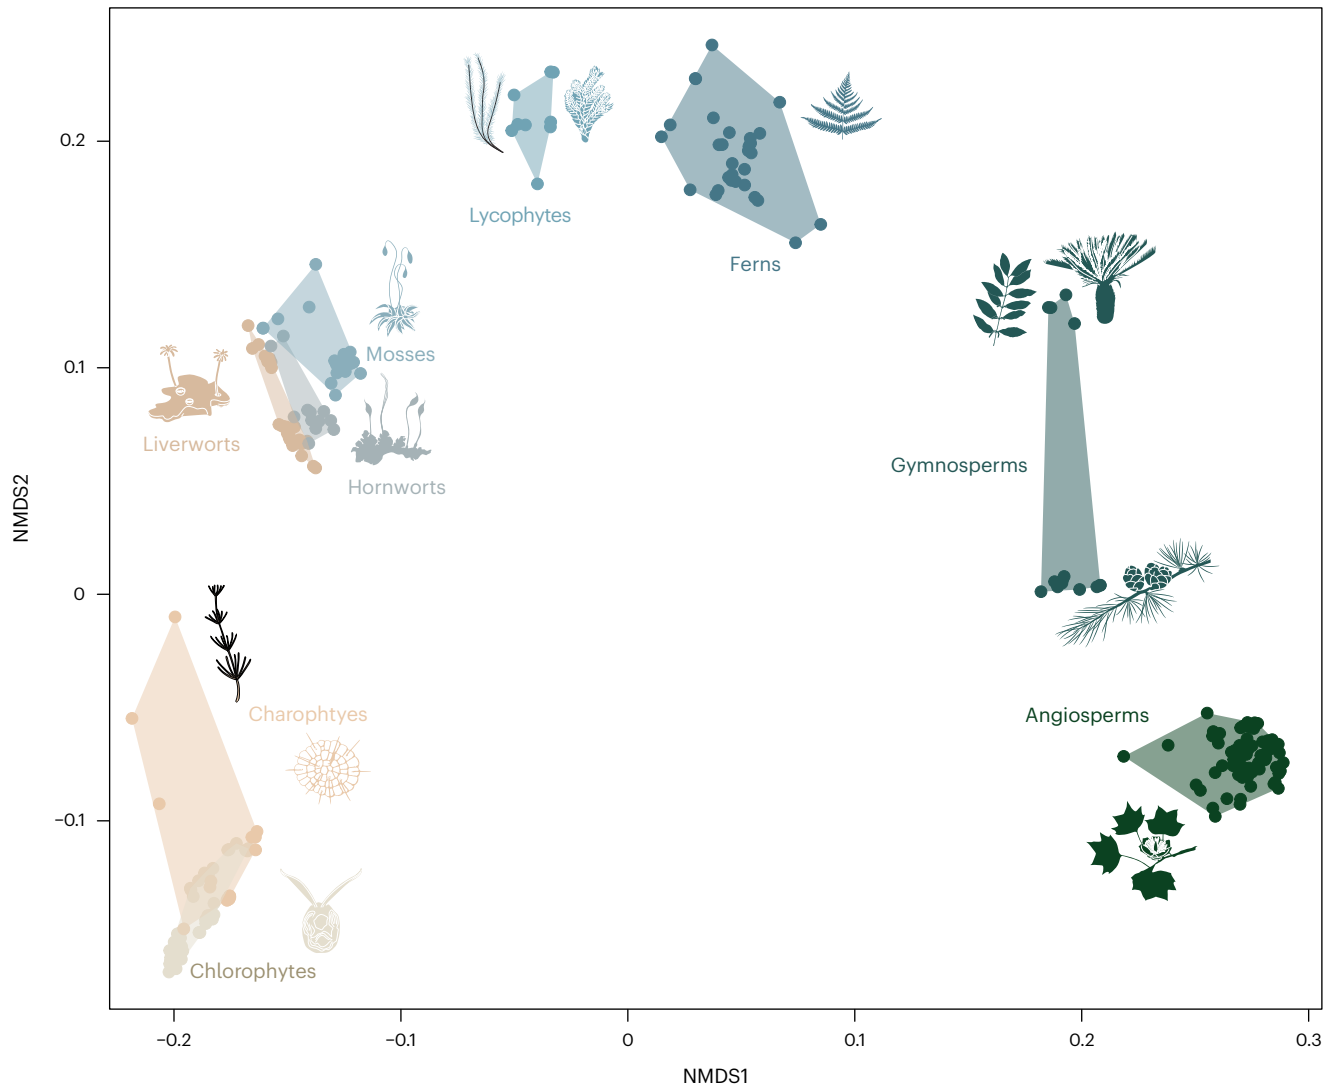 0.2
0.1
0
−0.1
NMDS2
Lycophytes
Ferns
Mosses
Liverworts
Hornworts
Gymnosperms
Charophtyes
Angiosperms
Chlorophytes
−0.2
−0.1
0
0.1
0.2
0.3
NMDS1